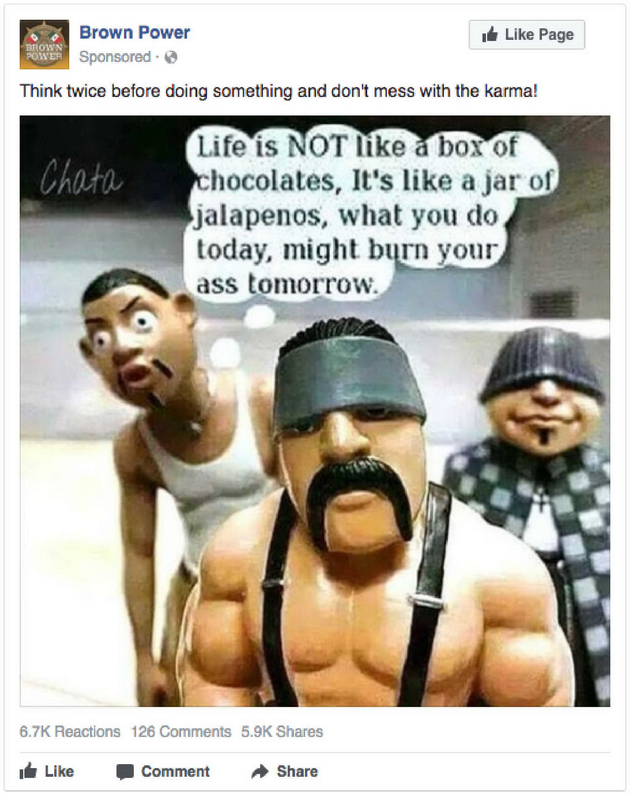 Brown Power
Sponsored ·
Like Page
BROWN
POWER
Think twice before doing something and don't mess with the karma!
Chata
Life is NOT like a box of
chocolates, It's like a jar of
jalapenos, what you do
today, might burn your
ass tomorrow.
6.7K Reactions 126 Comments 5.9K Shares
Like Comment Share